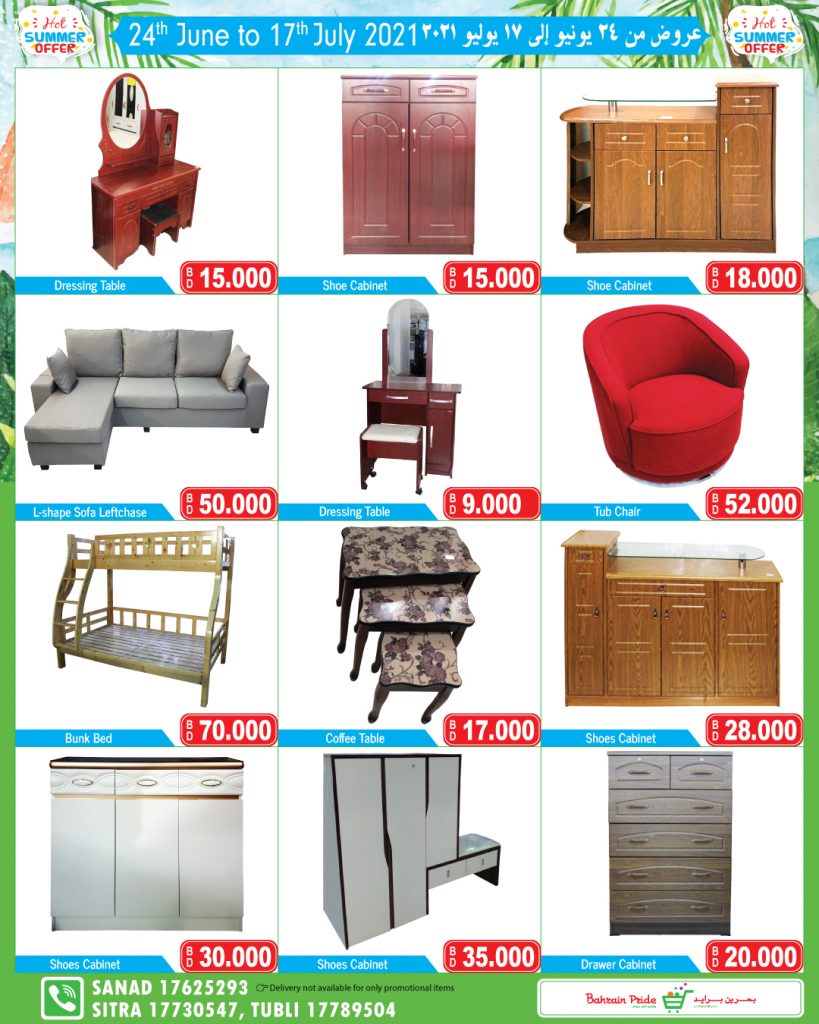 Hot
SUMMER
OFFER
24th June to 17th July 2021 عروض من ٢٤ يونيو إلى ١٧ يوليو ٢٠٢١
Hot
SUMMER
OFFER
Dressing Table BD 15.000
Shoe Cabinet BD 15.000
Shoe Cabinet BD 18.000
L-shape Sofa Leftchase BD 50.000
Dressing Table BD 9.000
Tub Chair BD 52.000
Bunk Bed BD 70.000
Coffee Table BD 17.000
Shoes Cabinet BD 28.000
Shoes Cabinet BD 30.000
Shoes Cabinet BD 35.000
Drawer Cabinet BD 20.000
SANAD 17625293 Delivery not available for only promotional items
SITRA 17730547, TUBLI 17789504
Bahrain Pride بحرين برايد